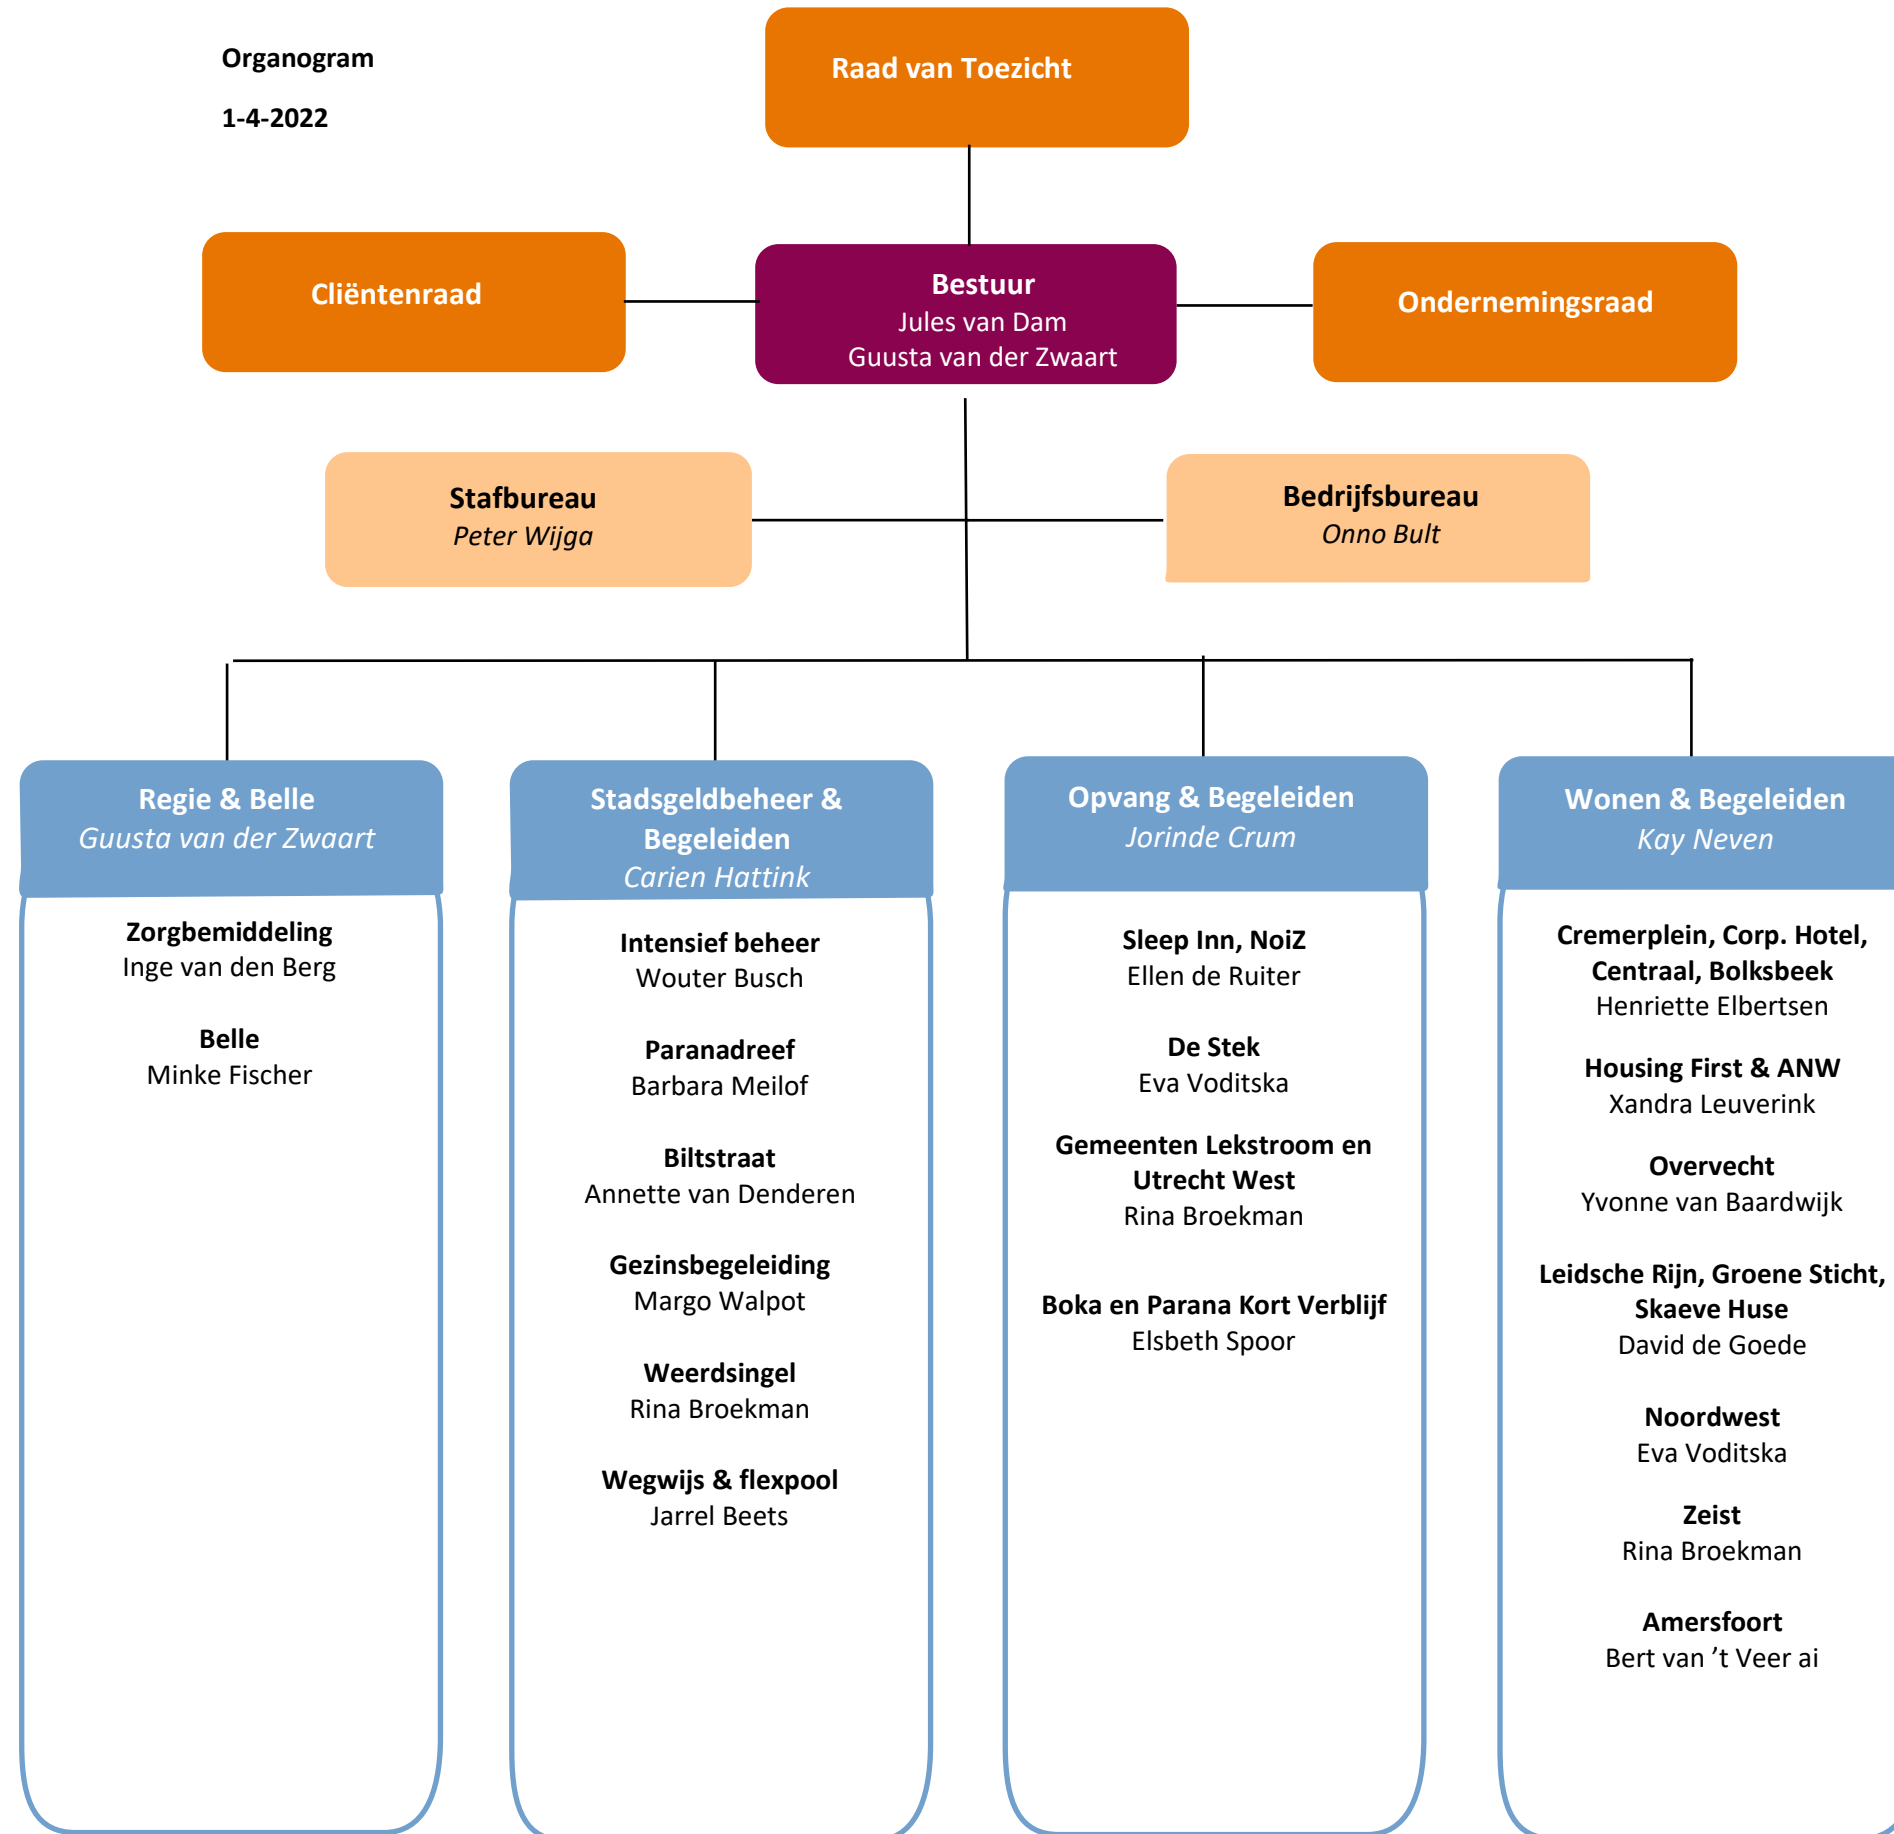 Organogram
1-4-2022
Raad van Toezicht
Cliëntenraad
Bestuur
Jules van Dam
Guusta van der Zwaart
Ondernemingsraad
Stafbureau
Peter Wijga
Bedrijfsbureau
Onno Bult
Regie & Belle
Guusta van der Zwaart
Zorgbemiddeling
Inge van den Berg
Belle
Minke Fischer
Stadsgeldbeheer &
Begeleiden
Carien Hattink
Intensief beheer
Wouter Busch
Paranadreef
Barbara Meilof
Biltstraat
Annette van Denderen
Gezinsbegeleiding
Margo Walpot
Weerdsingel
Rina Broekman
Wegwijs & flexpool
Jarrel Beets
Opvang & Begeleiden
Jorinde Crum
Sleep Inn, NoiZ
Ellen de Ruiter
De Stek
Eva Voditska
Gemeenten Lekstroom en
Utrecht West
Rina Broekman
Boka en Parana Kort Verblijf
Elsbeth Spoor
Wonen & Begeleiden
Kay Neven
Cremerplein, Corp. Hotel,
Centraal, Bolksbeek
Henriette Elbertsen
Housing First & ANW
Xandra Leuverink
Overvecht
Yvonne van Baardwijk
Leidsche Rijn, Groene Sticht,
Skaeve Huse
David de Goede
Noordwest
Eva Voditska
Zeist
Rina Broekman
Amersfoort
Bert van ’t Veer ai